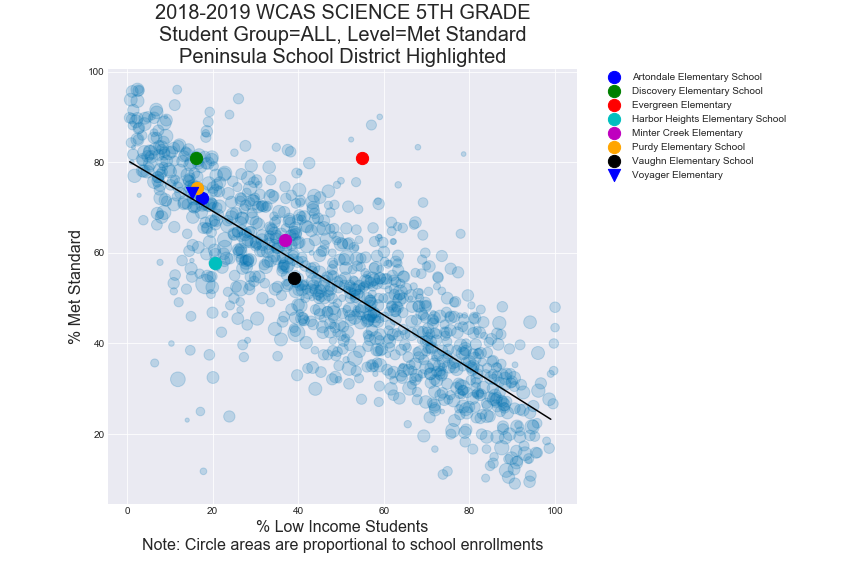 2018-2019 WCAS SCIENCE 5TH GRADE
Student Group=ALL, Level=Met Standard
Peninsula School District Highlighted
100
80
60
40
20
% Met Standard
0
20
40
60
80
100
% Low Income Students
Note: Circle areas are proportional to school enrollments
Artondale Elementary School
Discovery Elementary School
Evergreen Elementary
Harbor Heights Elementary School
Minter Creek Elementary
Purdy Elementary School
Vaughn Elementary School
Voyager Elementary